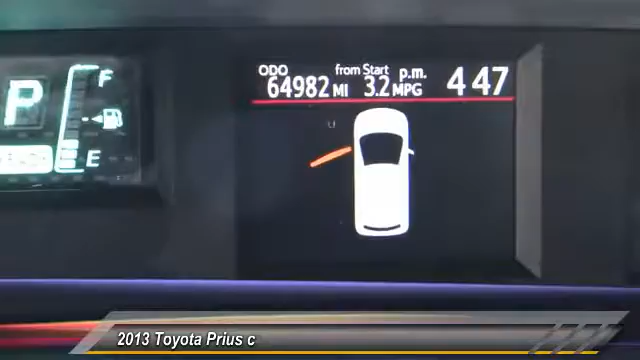 ODO from Start p.m.
64982 MI 3.2 MPG 4 47
P F
E
2013 Toyota Prius c